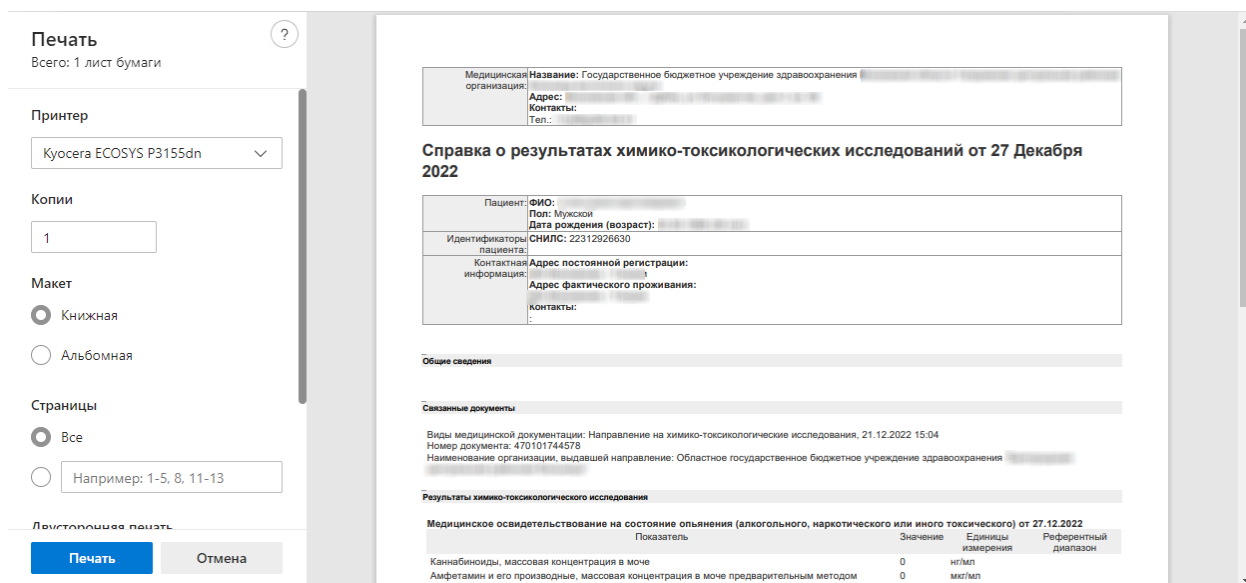 Печать
?
Всего: 1 лист бумаги
Принтер
Kyocera ECOSYS P3155dn
Копии
1
Макет
Книжная
Альбомная
Страницы
Все
Например: 1-5, 8, 11-13
Двусторонняя печать
Печать
Отмена
Медицинская организация:
Название: Государственное бюджетное учреждение здравоохранения
Адрес:
Контакты:
Тел.:
Справка о результатах химико-токсикологических исследований от 27 Декабря
2022
Пациент: ФИО:
Пол: Мужской
Дата рождения (возраст):
Идентификаторы пациента:
СНИЛС: 22312926630
Контактная информация:
Адрес постоянной регистрации:
Адрес фактического проживания:
Контакты:
:
Общие сведения
Связанные документы
Виды медицинской документации: Направление на химико-токсикологические исследования, 21.12.2022 15:04
Номер документа: 470101744578
Наименование организации, выдавшей направление: Областное государственное бюджетное учреждение здравоохранения
Результаты химико-токсикологического исследования
Медицинское освидетельствование на состояние опьянения (алкогольного, наркотического или иного токсического) от 27.12.2022
Показатель Значение Единицы измерения Референтный диапазон
Каннабиноиды, массовая концентрация в моче 0 нг/мл
Амфетамин и его производные, массовая концентрация в моче предварительным методом 0 мкг/мл